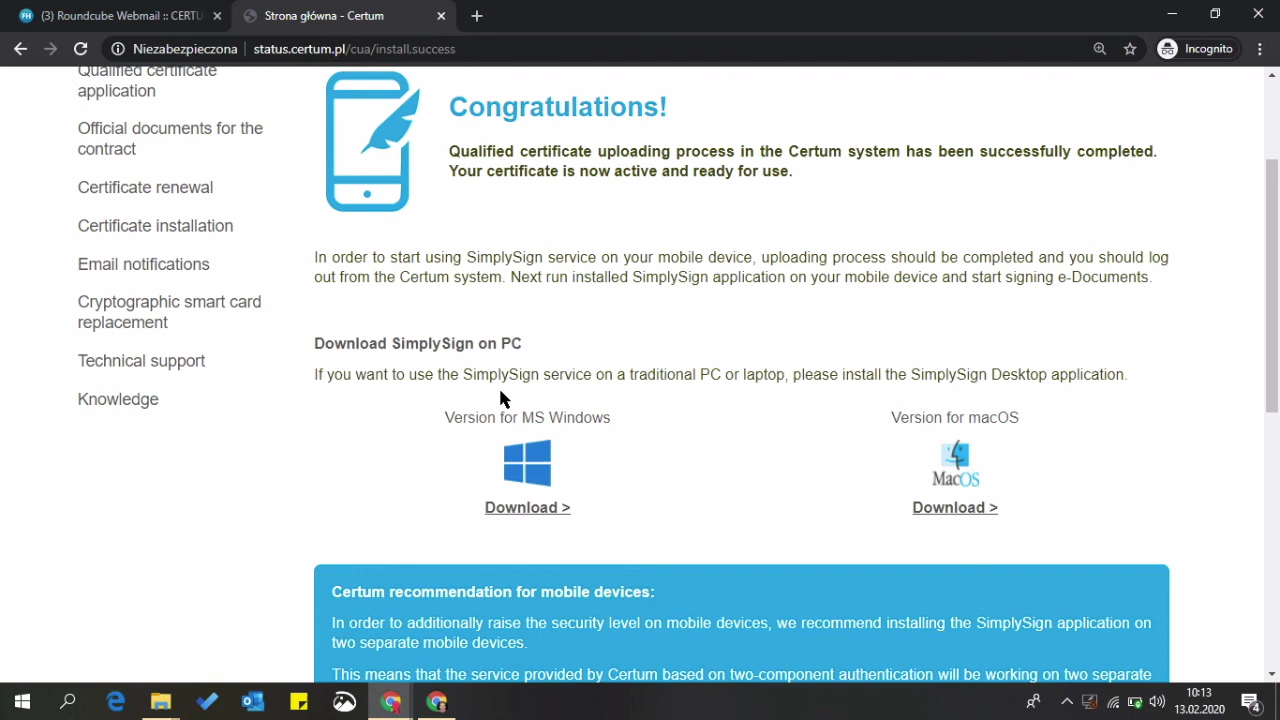 (3) Roundcube Webmail :: CERTU
Strona główna - Certum
Niezabezpieczona
status.certum.pl/cua/install,success
Incognito
Qualified certificate
application
Official documents for the
contract
Certificate renewal
Certificate installation
Email notifications
Cryptographic smart card
replacement
Technical support
Knowledge
Congratulations!
Qualified certificate uploading process in the Certum system has been successfully completed.
Your certificate is now active and ready for use.
In order to start using SimplySign service on your mobile device, uploading process should be completed and you should log
out from the Certum system. Next run installed SimplySign application on your mobile device and start signing e-Documents.
Download SimplySign on PC
If you want to use the SimplySign service on a traditional PC or laptop, please install the SimplySign Desktop application.
Version for MS Windows
Download >
Version for macOS
MacOS
Download >
Certum recommendation for mobile devices:
In order to additionally raise the security level on mobile devices, we recommend installing the SimplySign application on
two separate mobile devices.
This means that the service provided by Certum based on two-component authentication will be working on two separate
10:13
13.02.2020
4